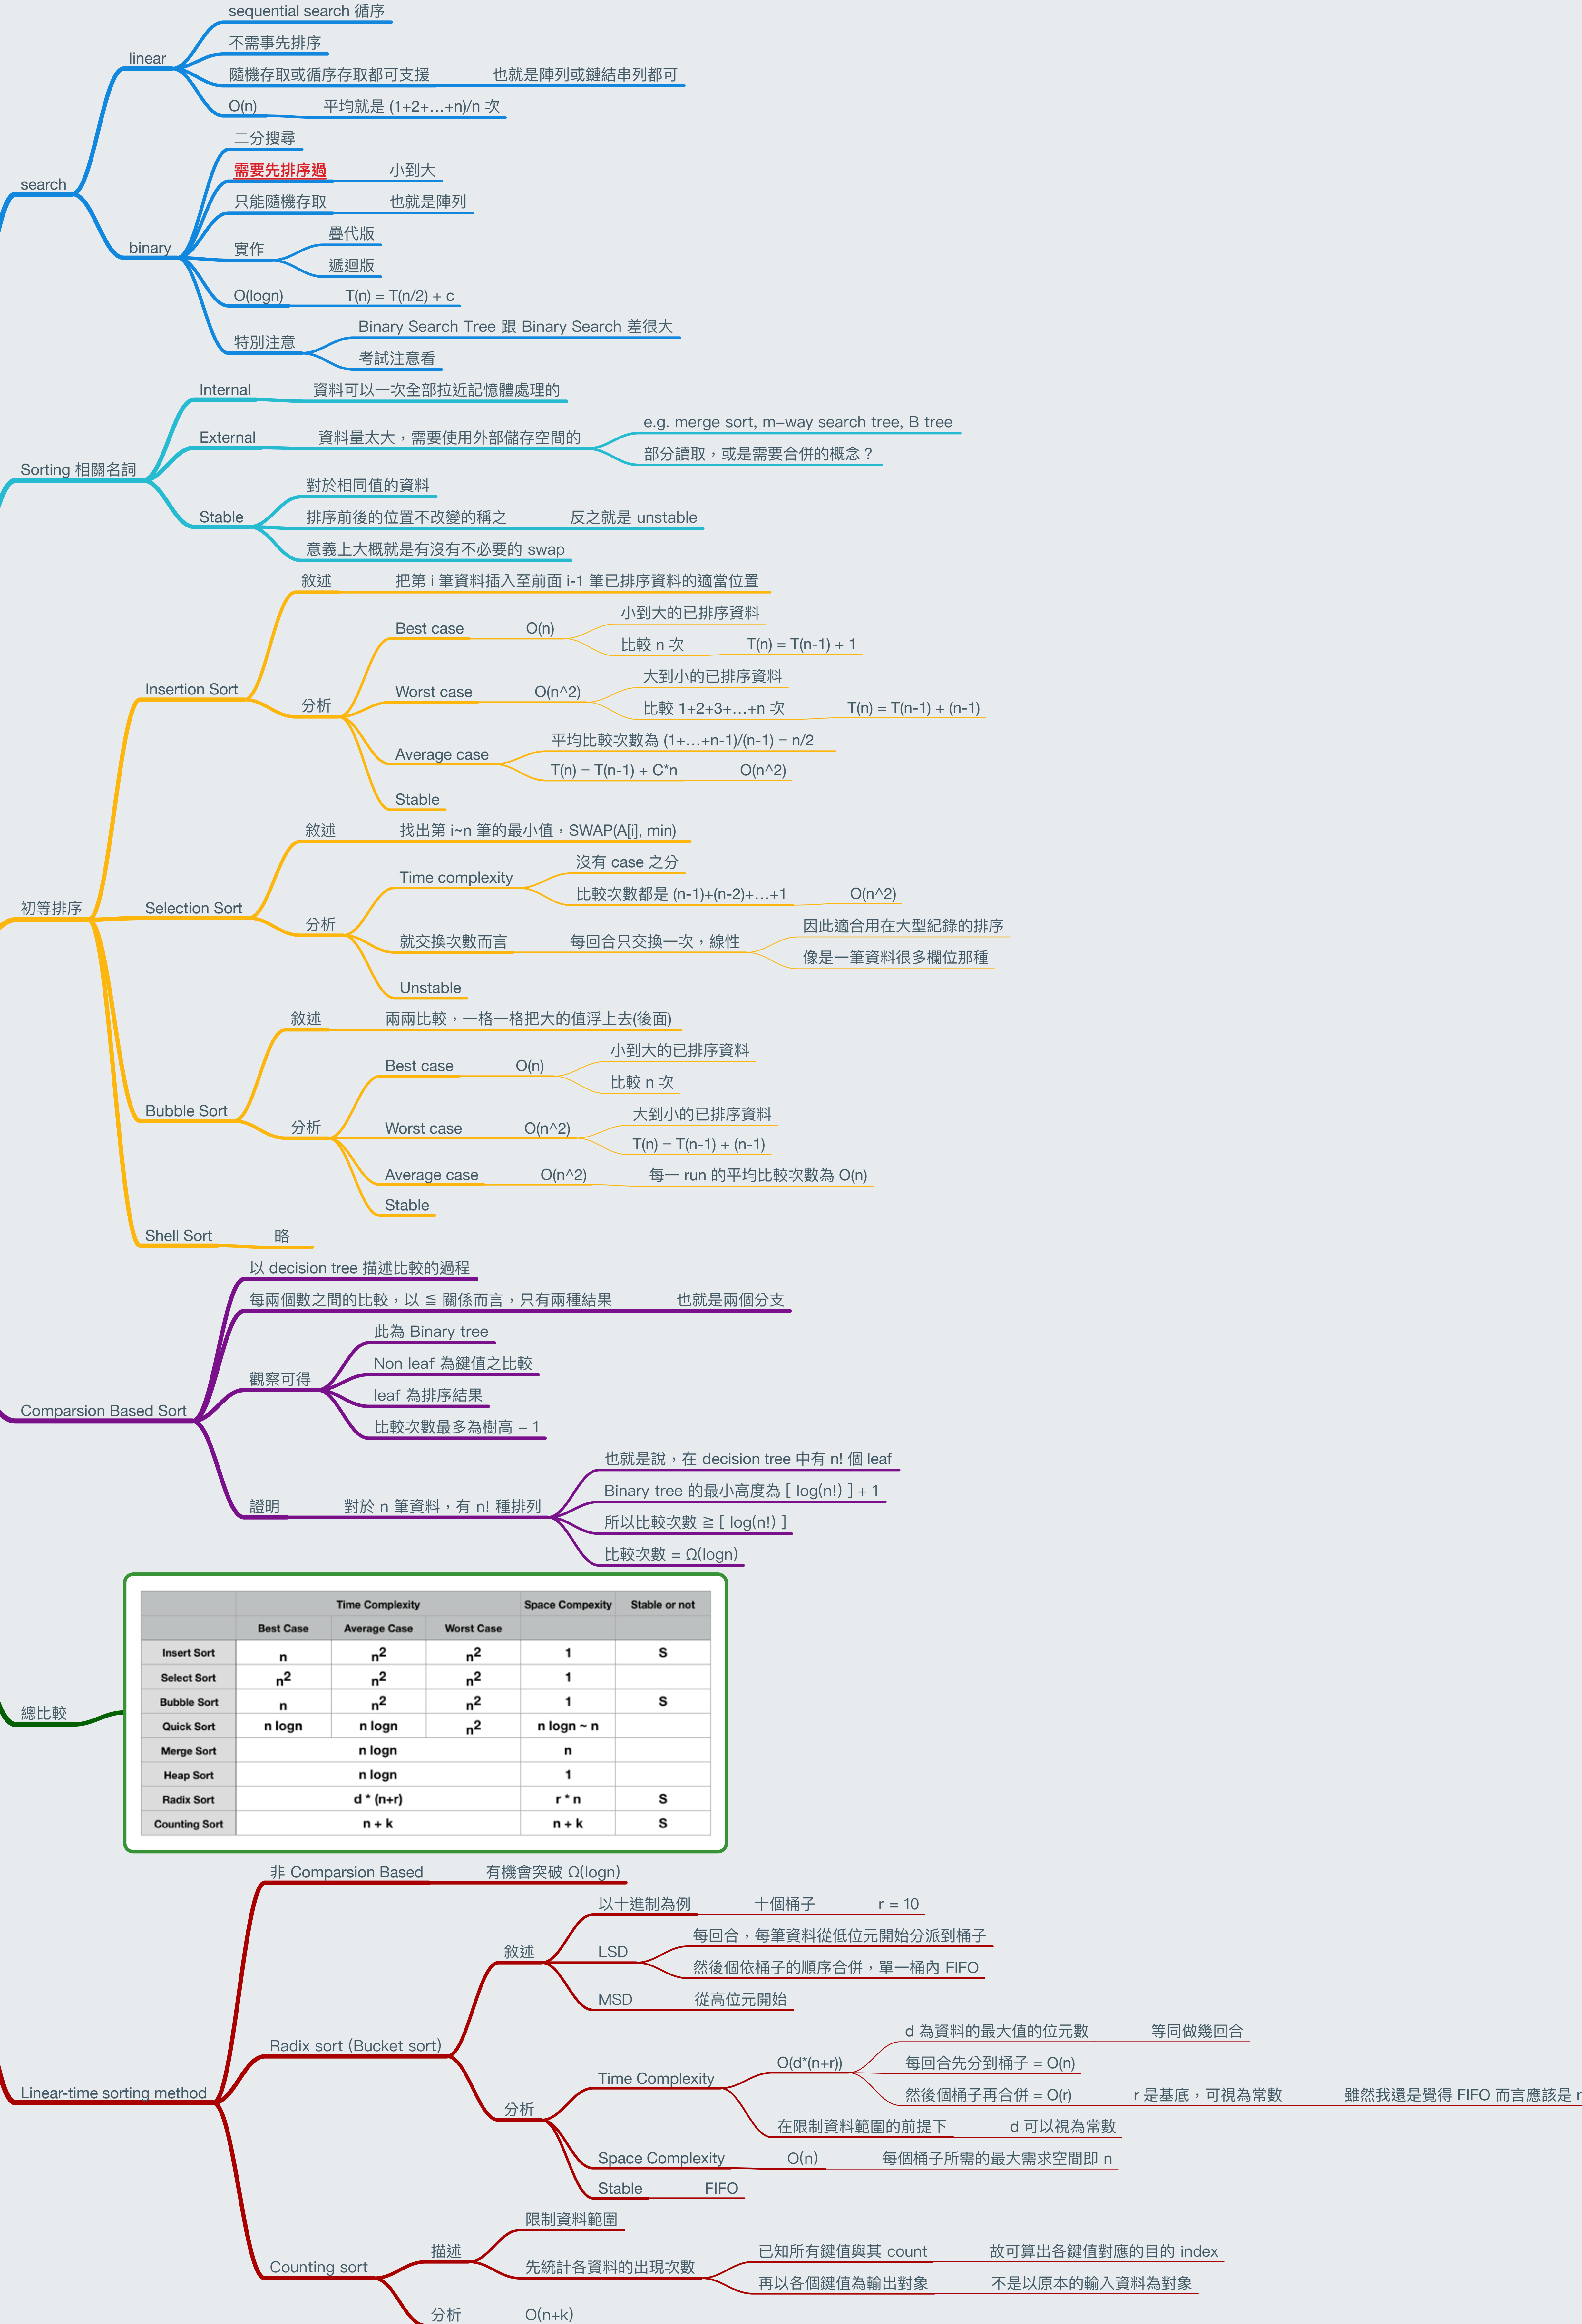 search
linear
sequential search 循序
不需事先排序
隨機存取或循序存取都可支援 也就是陣列或鏈結串列都可
O(n) 平均就是 (1+2+…+n)/n 次
binary
二分搜尋
需要先排序過 小到大
只能隨機存取 也就是陣列
實作
疊代版
遞迴版
O(logn) T(n) = T(n/2) + c
特別注意
Binary Search Tree 跟 Binary Search 差很大
考試注意看
Sorting 相關名詞
Internal 資料可以一次全部拉近記憶體處理的
External 資料量太大，需要使用外部儲存空間的
e.g. merge sort, m-way search tree, B tree
部分讀取，或是需要合併的概念？
Stable
對於相同值的資料
排序前後的位置不改變的稱之 反之就是 unstable
意義上大概就是有沒有不必要的 swap
初等排序
Insertion Sort
敘述 把第 i 筆資料插入至前面 i-1 筆已排序資料的適當位置
分析
Best case O(n)
小到大的已排序資料
比較 n 次 T(n) = T(n-1) + 1
Worst case O(n^2)
大到小的已排序資料
比較 1+2+3+…+n 次 T(n) = T(n-1) + (n-1)
Average case
平均比較次數為 (1+…+n-1)/(n-1) = n/2
T(n) = T(n-1) + C*n O(n^2)
Stable
Selection Sort
敘述 找出第 i~n 筆的最小值，SWAP(A[i], min)
分析
Time complexity
沒有 case 之分
比較次數都是 (n-1)+(n-2)+…+1 O(n^2)
就交換次數而言 每回合只交換一次，線性
因此適合用在大型紀錄的排序
像是一筆資料很多欄位那種
Unstable
Bubble Sort
敘述 兩兩比較，一格一格把大的值浮上去(後面)
分析
Best case O(n)
小到大的已排序資料
比較 n 次
Worst case O(n^2)
大到小的已排序資料
T(n) = T(n-1) + (n-1)
Average case O(n^2) 每一 run 的平均比較次數為 O(n)
Stable
Shell Sort 略
Comparsion Based Sort
以 decision tree 描述比較的過程
每兩個數之間的比較，以 ≦ 關係而言，只有兩種結果 也就是兩個分支
觀察可得
此為 Binary tree
Non leaf 為鍵值之比較
leaf 為排序結果
比較次數最多為樹高 - 1
證明 對於 n 筆資料，有 n! 種排列
也就是說，在 decision tree 中有 n! 個 leaf
Binary tree 的最小高度為 [ log(n!) ] + 1
所以比較次數 ≧ [ log(n!) ]
比較次數 = Ω(logn)
總比較
Time Complexity Space Compexity Stable or not
Best Case Average Case Worst Case
Insert Sort n n² n² 1 S
Select Sort n² n² n² 1
Bubble Sort n n² n² 1 S
Quick Sort n logn n logn n² n logn ~ n
Merge Sort n logn n
Heap Sort n logn 1
Radix Sort d * (n+r) r * n S
Counting Sort n + k n + k S
Linear-time sorting method
非 Comparsion Based 有機會突破 Ω(logn)
Radix sort (Bucket sort)
敘述
以十進制為例 十個桶子 r = 10
LSD
每回合，每筆資料從低位元開始分派到桶子
然後個依桶子的順序合併，單一桶內 FIFO
MSD 從高位元開始
分析
Time Complexity
O(d*(n+r))
d 為資料的最大值的位元數 等同做幾回合
每回合先分到桶子 = O(n)
然後個桶子再合併 = O(r) r 是基底，可視為常數 雖然我還是覺得 FIFO 而言應該是
在限制資料範圍的前提下 d 可以視為常數
Space Complexity O(n) 每個桶子所需的最大需求空間即 n
Stable FIFO
Counting sort
描述
限制資料範圍
先統計各資料的出現次數
已知所有鍵值與其 count 故可算出各鍵值對應的目的 index
再以各個鍵值為輸出對象 不是以原本的輸入資料為對象
分析 O(n+k)